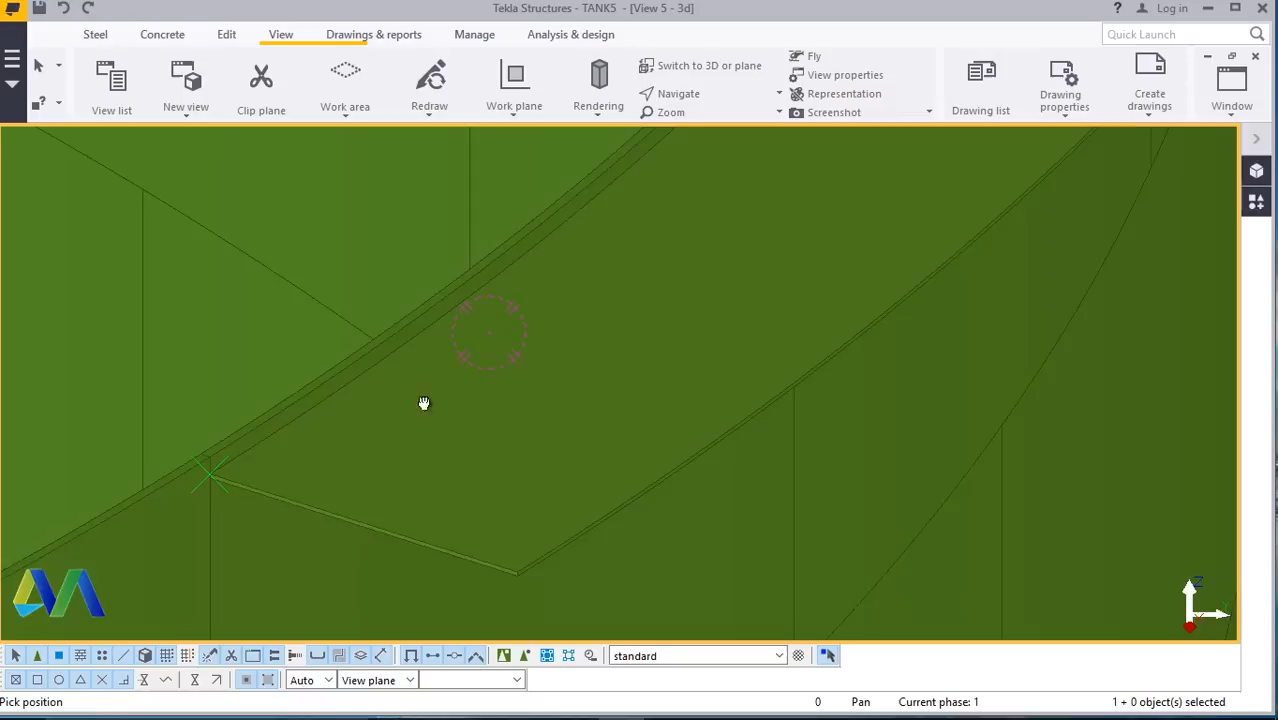 Tekla Structures - TANK5 - [View 5 - 3d]
? Log in
Steel Concrete Edit View Drawings & reports Manage Analysis & design Quick Launch
View list New view Clip plane Work area Redraw Work plane Rendering
Switch to 3D or plane
Navigate
Zoom
Fly
View properties
Representation
Screenshot
Drawing list Drawing properties Create drawings Window
Z
standard
Auto View plane
Pick position 0 Pan Current phase: 1 1 + 0 object(s) selected